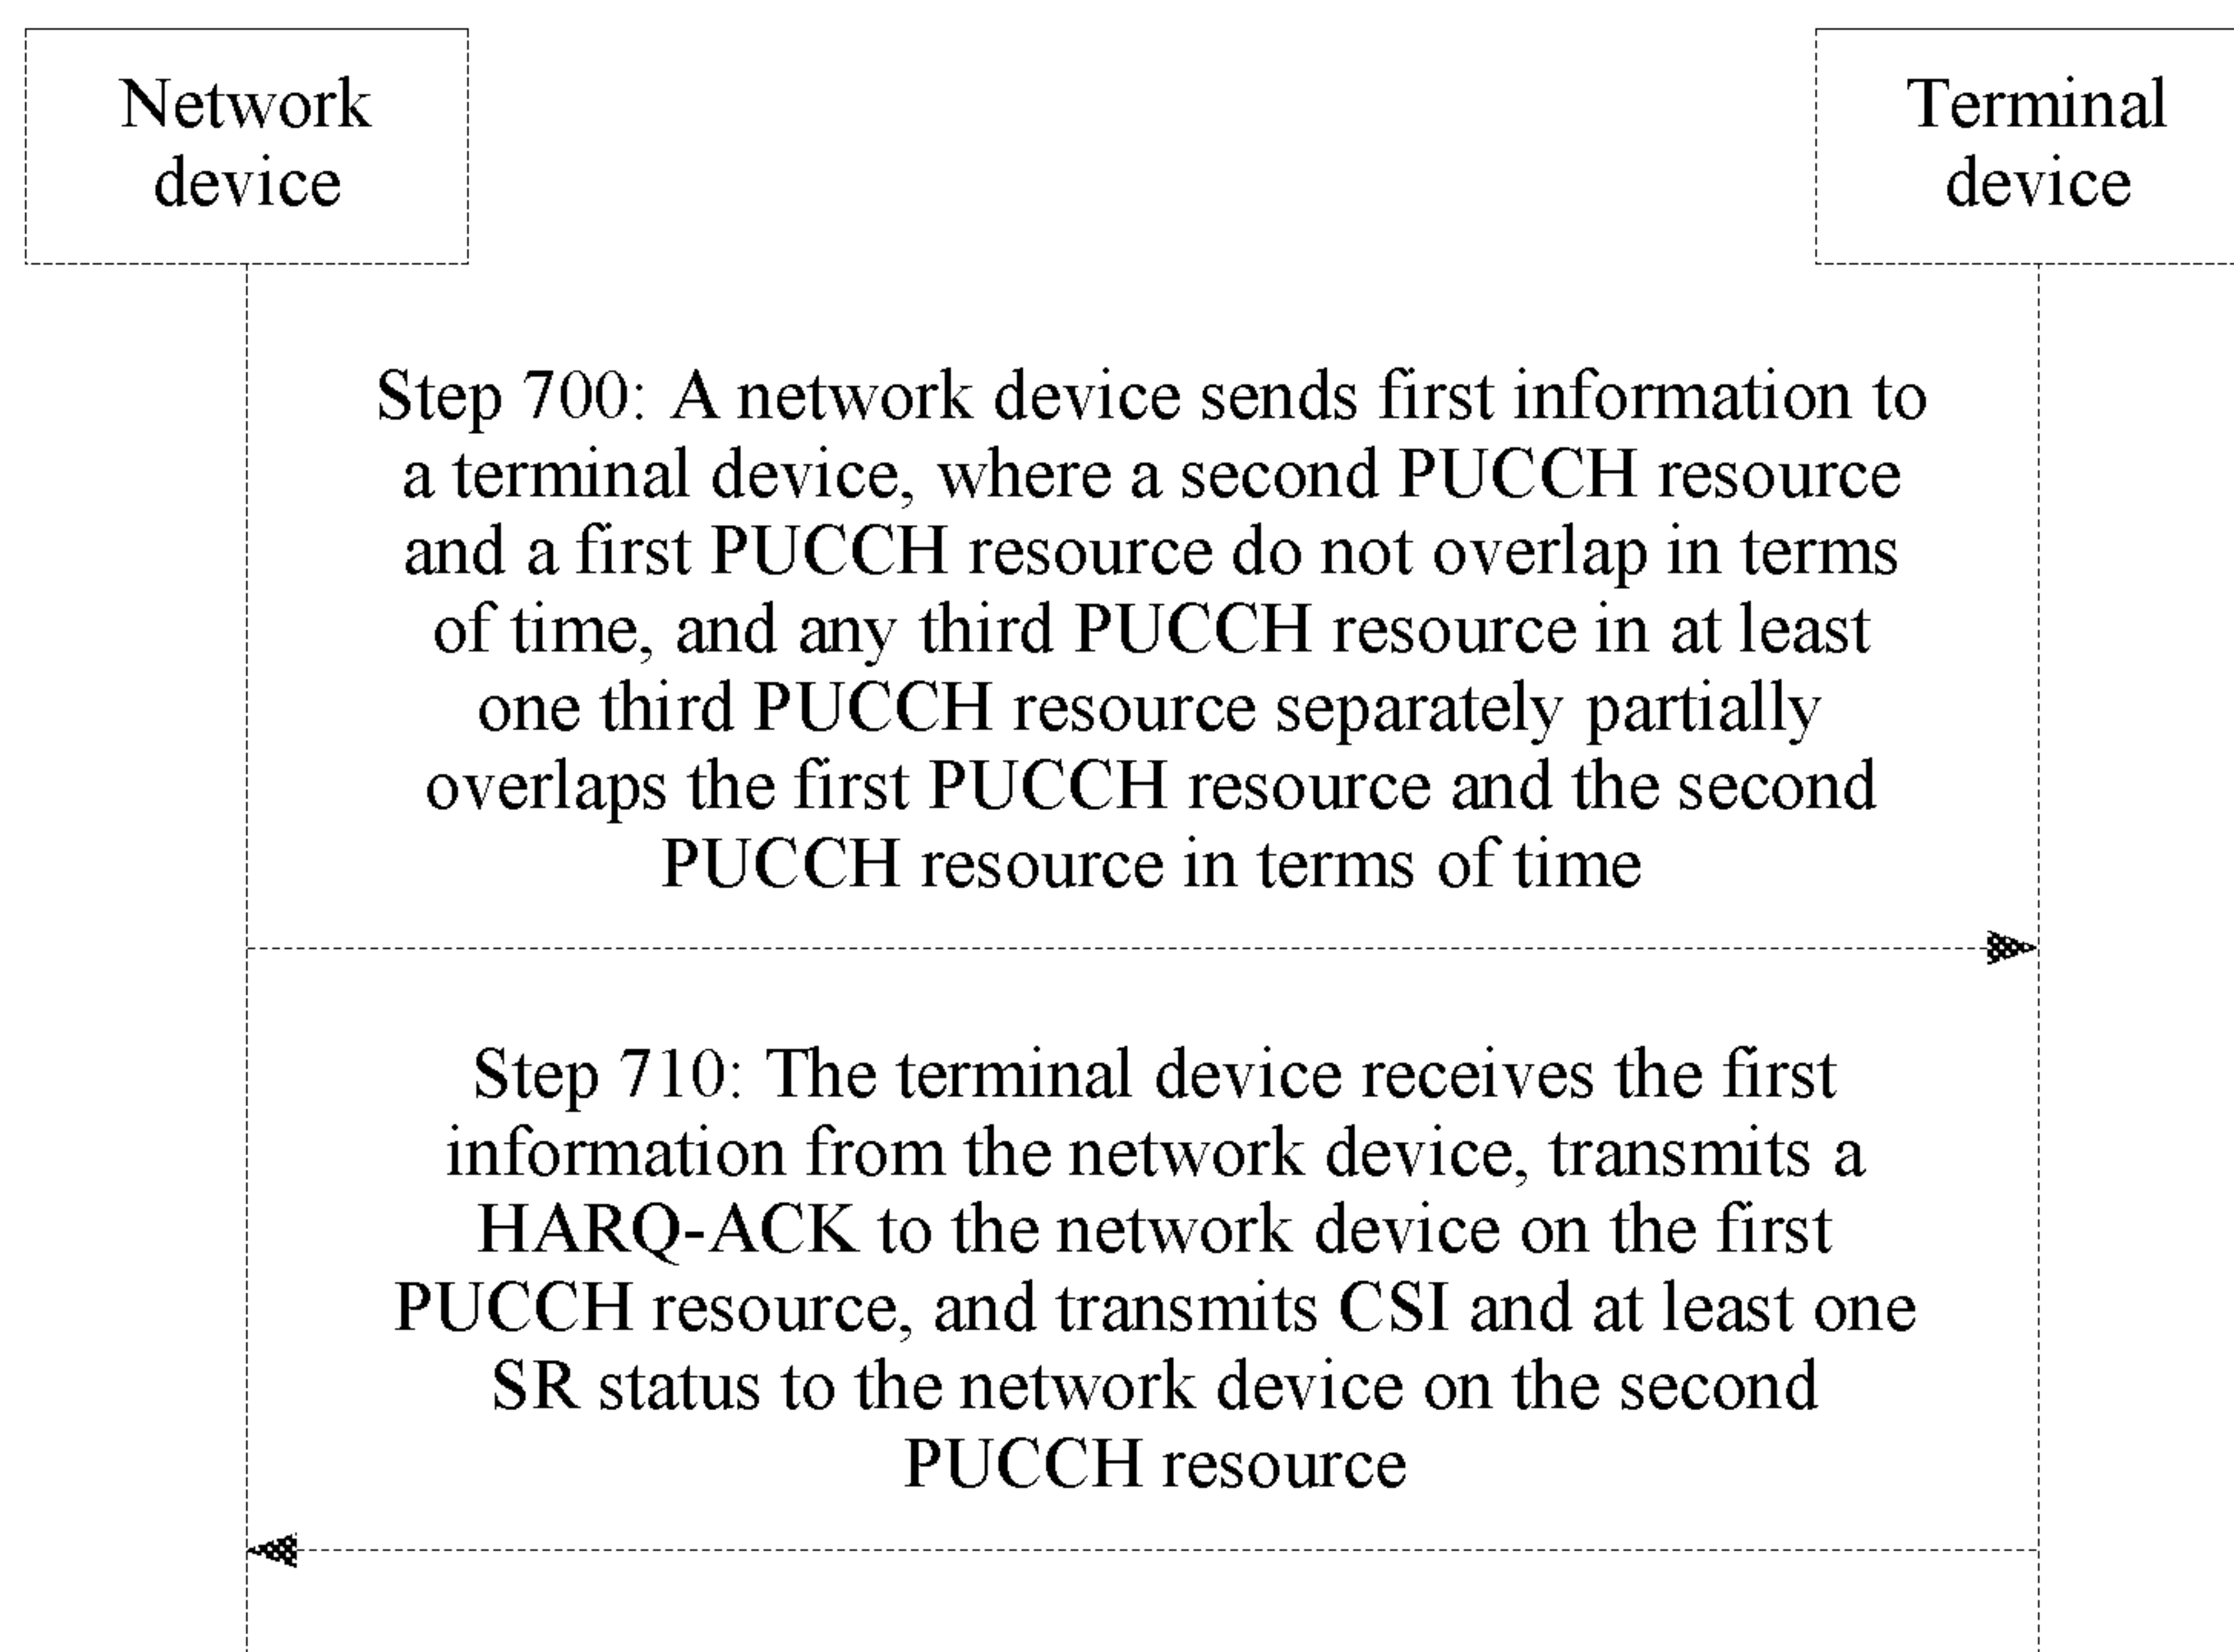 Network
device
Terminal
device
Step 700: A network device sends first information to
a terminal device, where a second PUCCH resource
and a first PUCCH resource do not overlap in terms
of time, and any third PUCCH resource in at least
one third PUCCH resource separately partially
overlaps the first PUCCH resource and the second
PUCCH resource in terms of time
Step 710: The terminal device receives the first
information from the network device, transmits a
HARQ-ACK to the network device on the first
PUCCH resource, and transmits CSI and at least one
SR status to the network device on the second
PUCCH resource